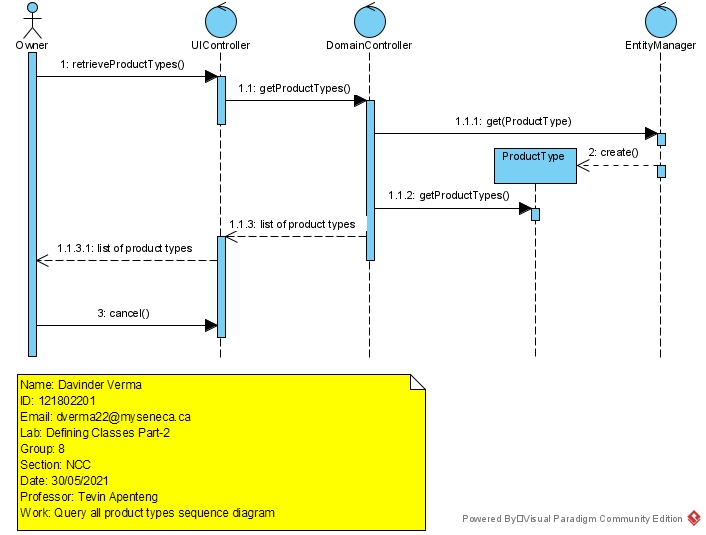 Owner
UIController
DomainController
EntityManager
1: retrieveProductTypes()
1.1: getProductTypes()
1.1.1: get(ProductType)
ProductType
2: create()
1.1.2: getProductTypes()
1.1.3: list of product types
1.1.3.1: list of product types
3: cancel()
Name: Davinder Verma
ID: 121802201
Email: dverma22@myseneca.ca
Lab: Defining Classes Part-2
Group: 8
Section: NCC
Date: 30/05/2021
Professor: Tevin Apenteng
Work: Query all product types sequence diagram
Powered By Visual Paradigm Community Edition